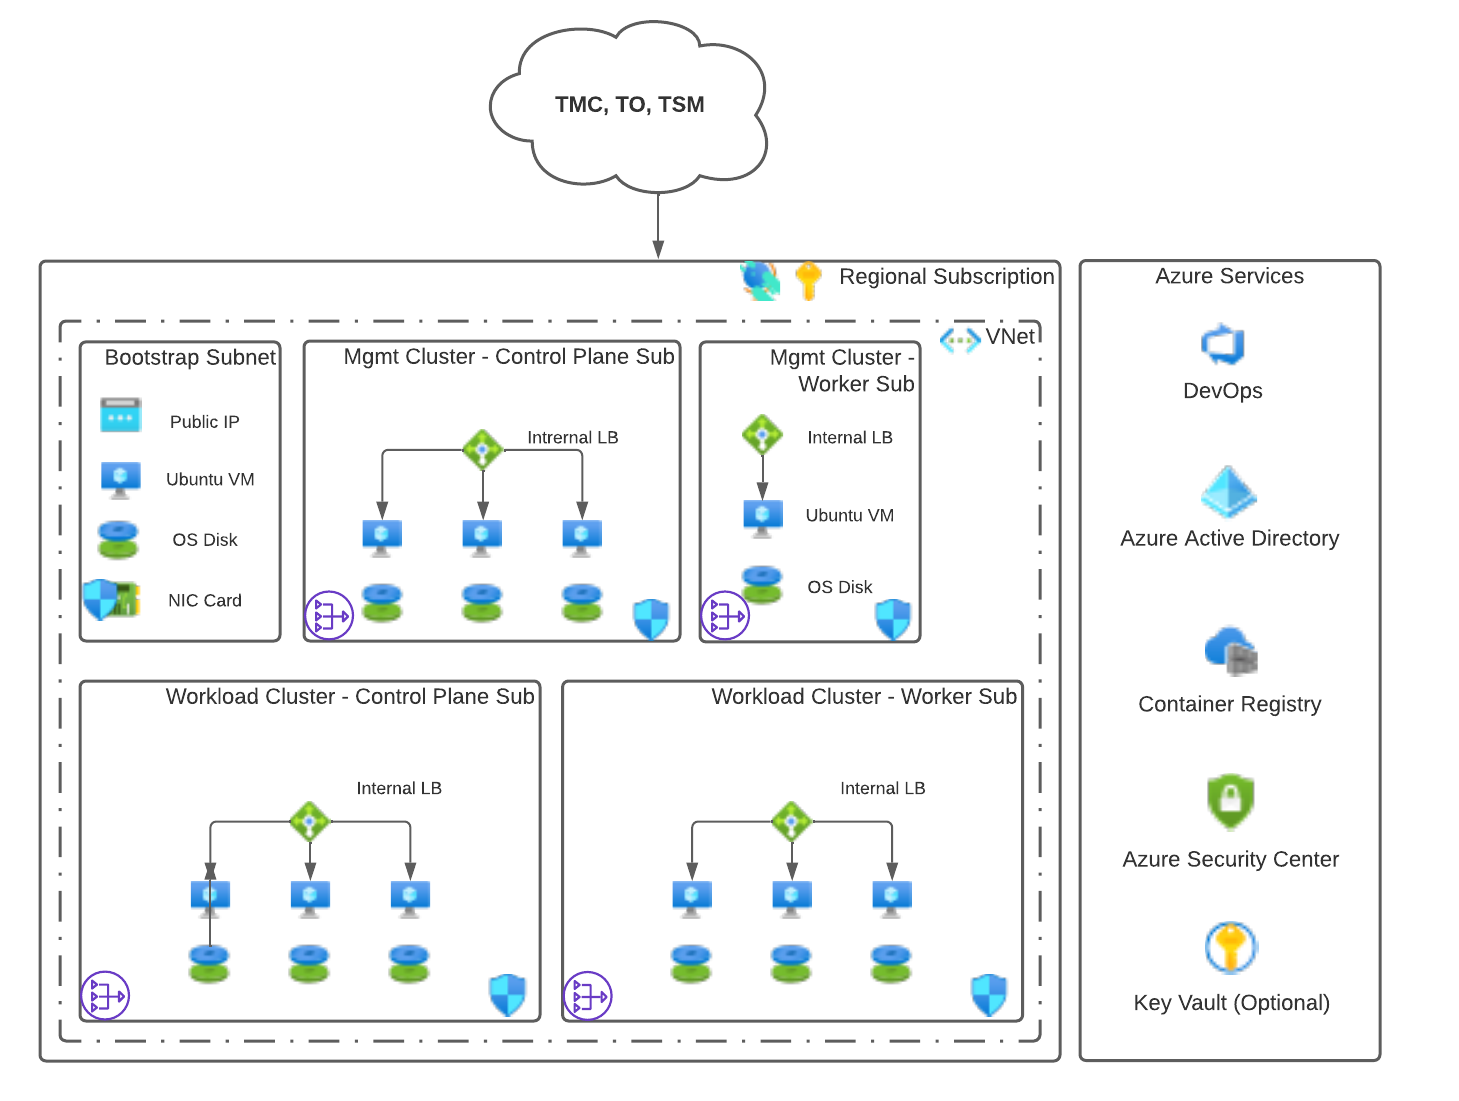 TMC, TO, TSM
Regional Subscription
VNet
Bootstrap Subnet
Public IP
Ubuntu VM
OS Disk
NIC Card
Mgmt Cluster - Control Plane Sub
Intrernal LB
Mgmt Cluster -
Worker Sub
Internal LB
Ubuntu VM
OS Disk
Workload Cluster - Control Plane Sub
Internal LB
Workload Cluster - Worker Sub
Internal LB
Azure Services
DevOps
Azure Active Directory
Container Registry
Azure Security Center
Key Vault (Optional)